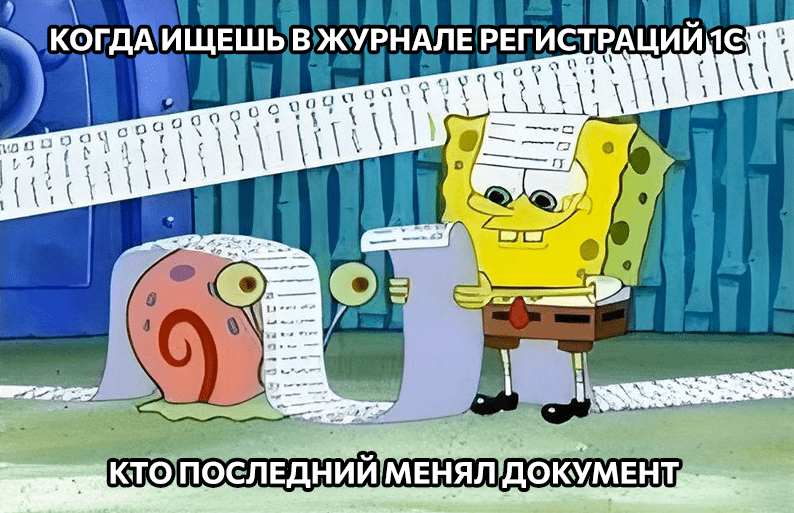 КОГДА ИЩЕШЬ В ЖУРНАЛЕ РЕГИСТРАЦИЙ 1С
КТО ПОСЛЕДНИЙ МЕНЯЛ ДОКУМЕНТ